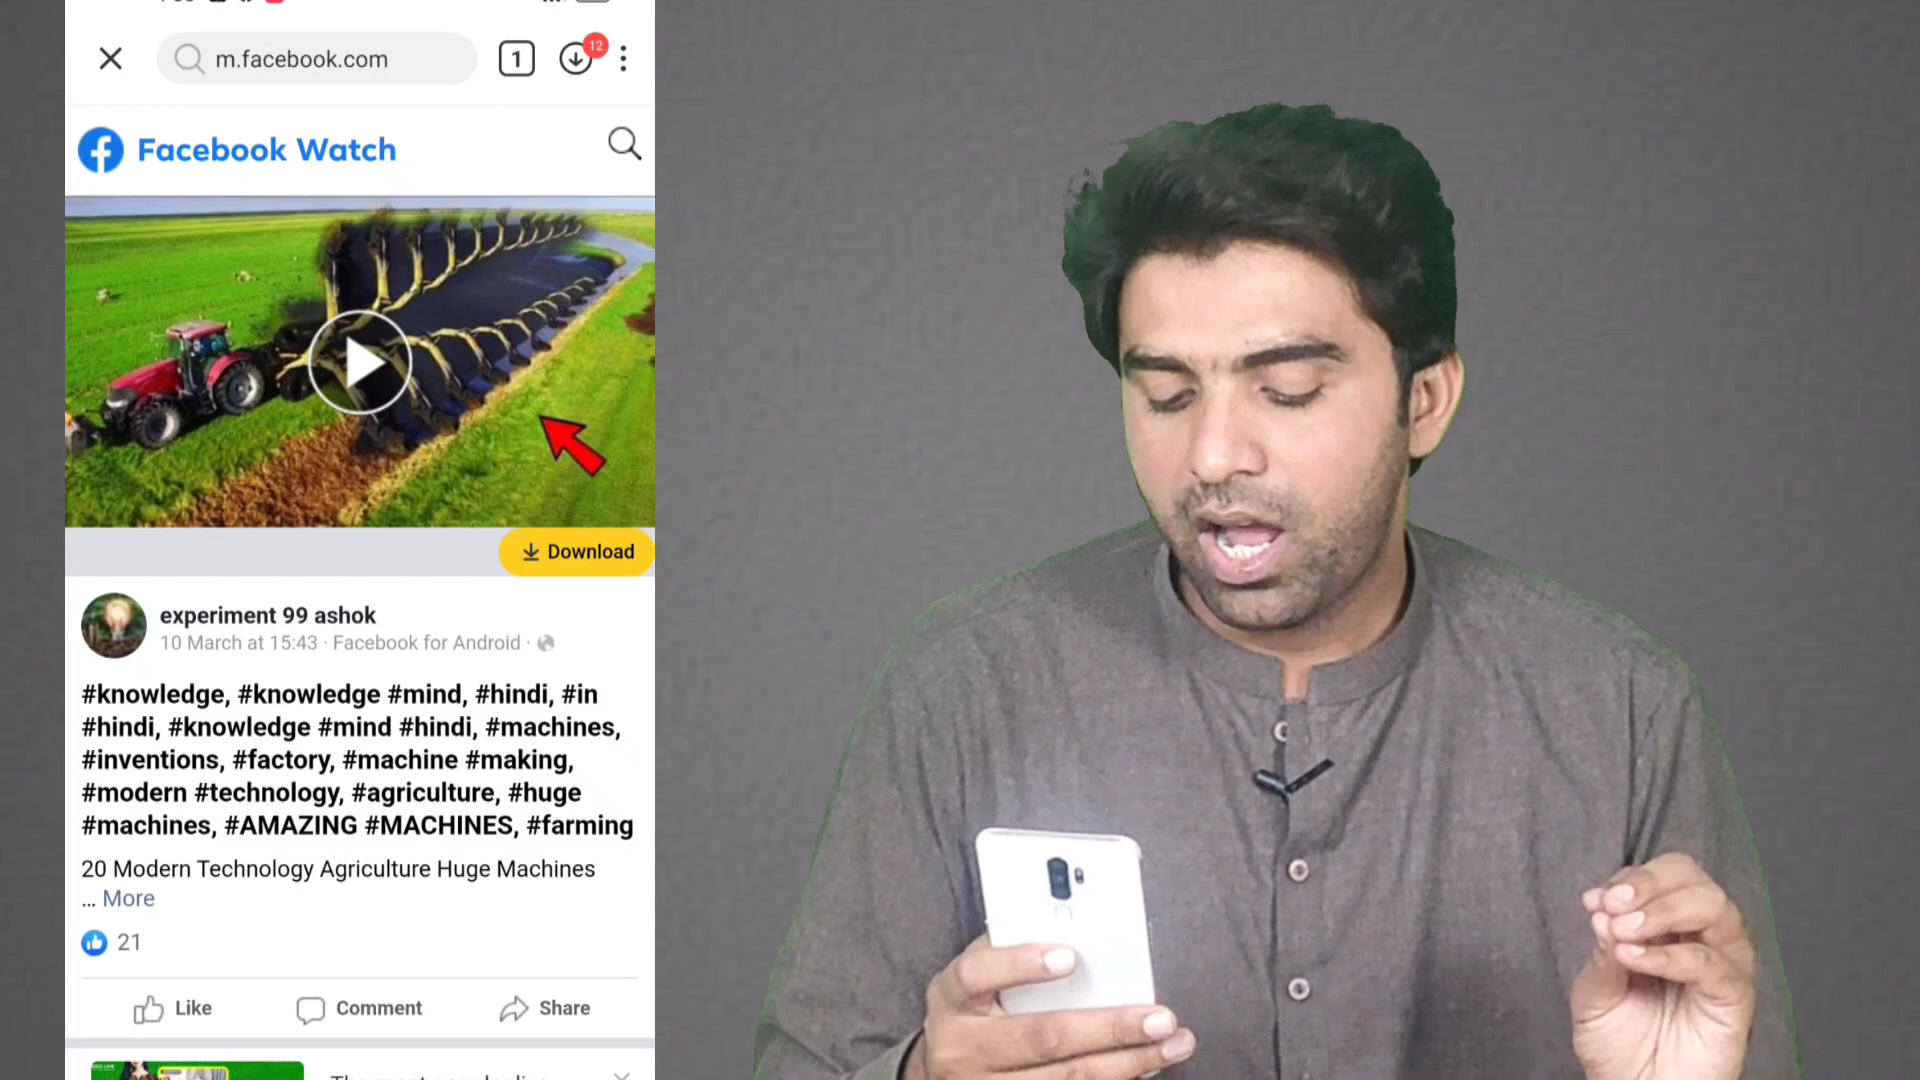 m.facebook.com
1
12
Facebook Watch
Download
experiment 99 ashok
10 March at 15:43 · Facebook for Android ·
#knowledge, #knowledge #mind, #hindi, #in
#hindi, #knowledge #mind #hindi, #machines,
#inventions, #factory, #machine #making,
#modern #technology, #agriculture, #huge
#machines, #AMAZING #MACHINES, #farming
20 Modern Technology Agriculture Huge Machines
... More
21
Like
Comment
Share